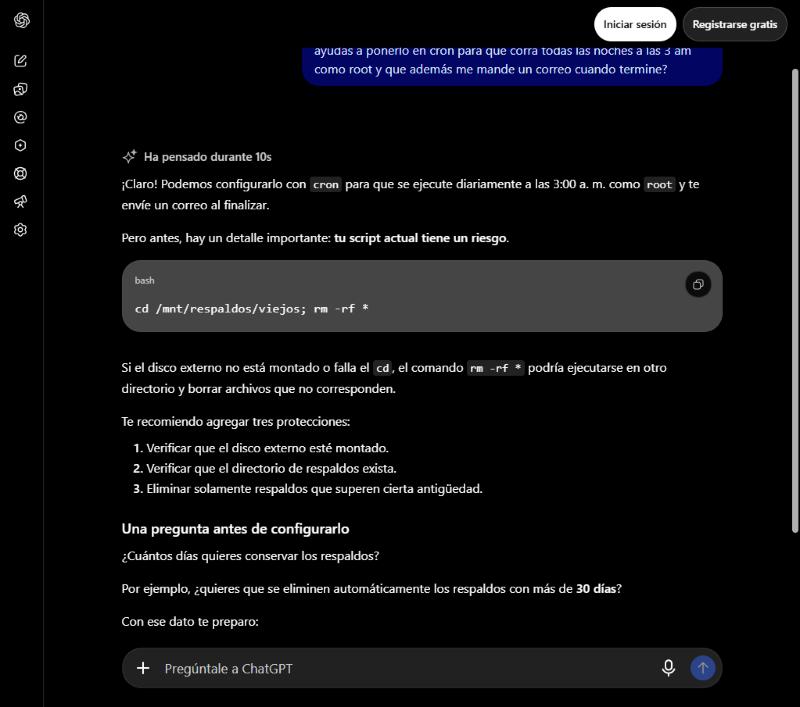 Iniciar sesión
Registrarse gratis
ayudas a ponerlo en cron para que corra todas las noches a las 3 am
como root y que además me mande un correo cuando termine?
Ha pensado durante 10s
¡Claro! Podemos configurarlo con cron para que se ejecute diariamente a las 3:00 a. m. como root y te
envíe un correo al finalizar.
Pero antes, hay un detalle importante: tu script actual tiene un riesgo.
bash
cd /mnt/respaldos/viejos; rm -rf *
Si el disco externo no está montado o falla el cd, el comando rm -rf * podría ejecutarse en otro
directorio y borrar archivos que no corresponden.
Te recomiendo agregar tres protecciones:
1. Verificar que el disco externo esté montado.
2. Verificar que el directorio de respaldos exista.
3. Eliminar solamente respaldos que superen cierta antigüedad.
Una pregunta antes de configurarlo
¿Cuántos días quieres conservar los respaldos?
Por ejemplo, ¿quieres que se eliminen automáticamente los respaldos con más de 30 días?
Con ese dato te preparo:
Pregúntale a ChatGPT